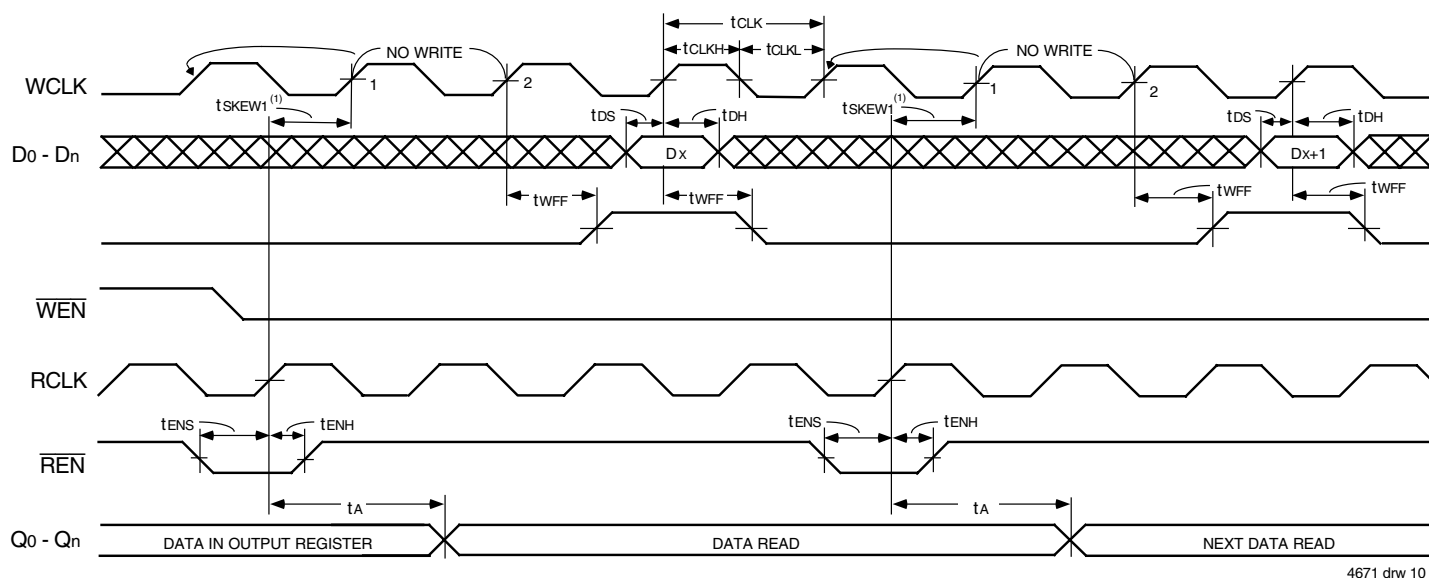 tCLK
NO WRITE tCLKH tCLKL NO WRITE
WCLK 1 2 1 2
tSKEW1(1) tDS tDH tSKEW1(1) tDS tDH
D0 - Dn Dx Dx+1
tWFF tWFF tWFF tWFF
WEN
RCLK
tENS tENH tENS tENH
REN
tA tA
Q0 - Qn DATA IN OUTPUT REGISTER DATA READ NEXT DATA READ
4671 drw 10